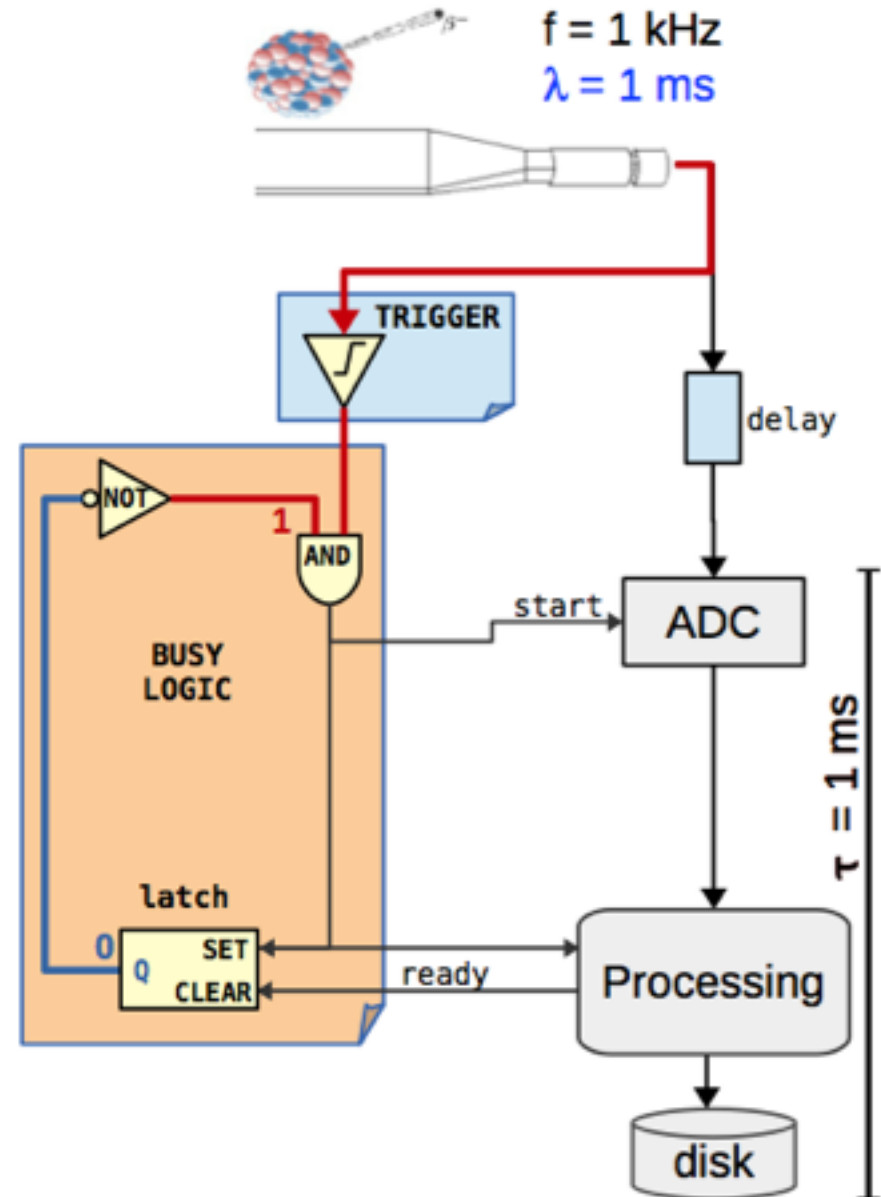 β-
f = 1 kHz
λ = 1 ms
TRIGGER
delay
NOT
1
AND
start
ADC
BUSY
LOGIC
τ = 1 ms
latch
0
Q
SET
CLEAR
ready
Processing
disk